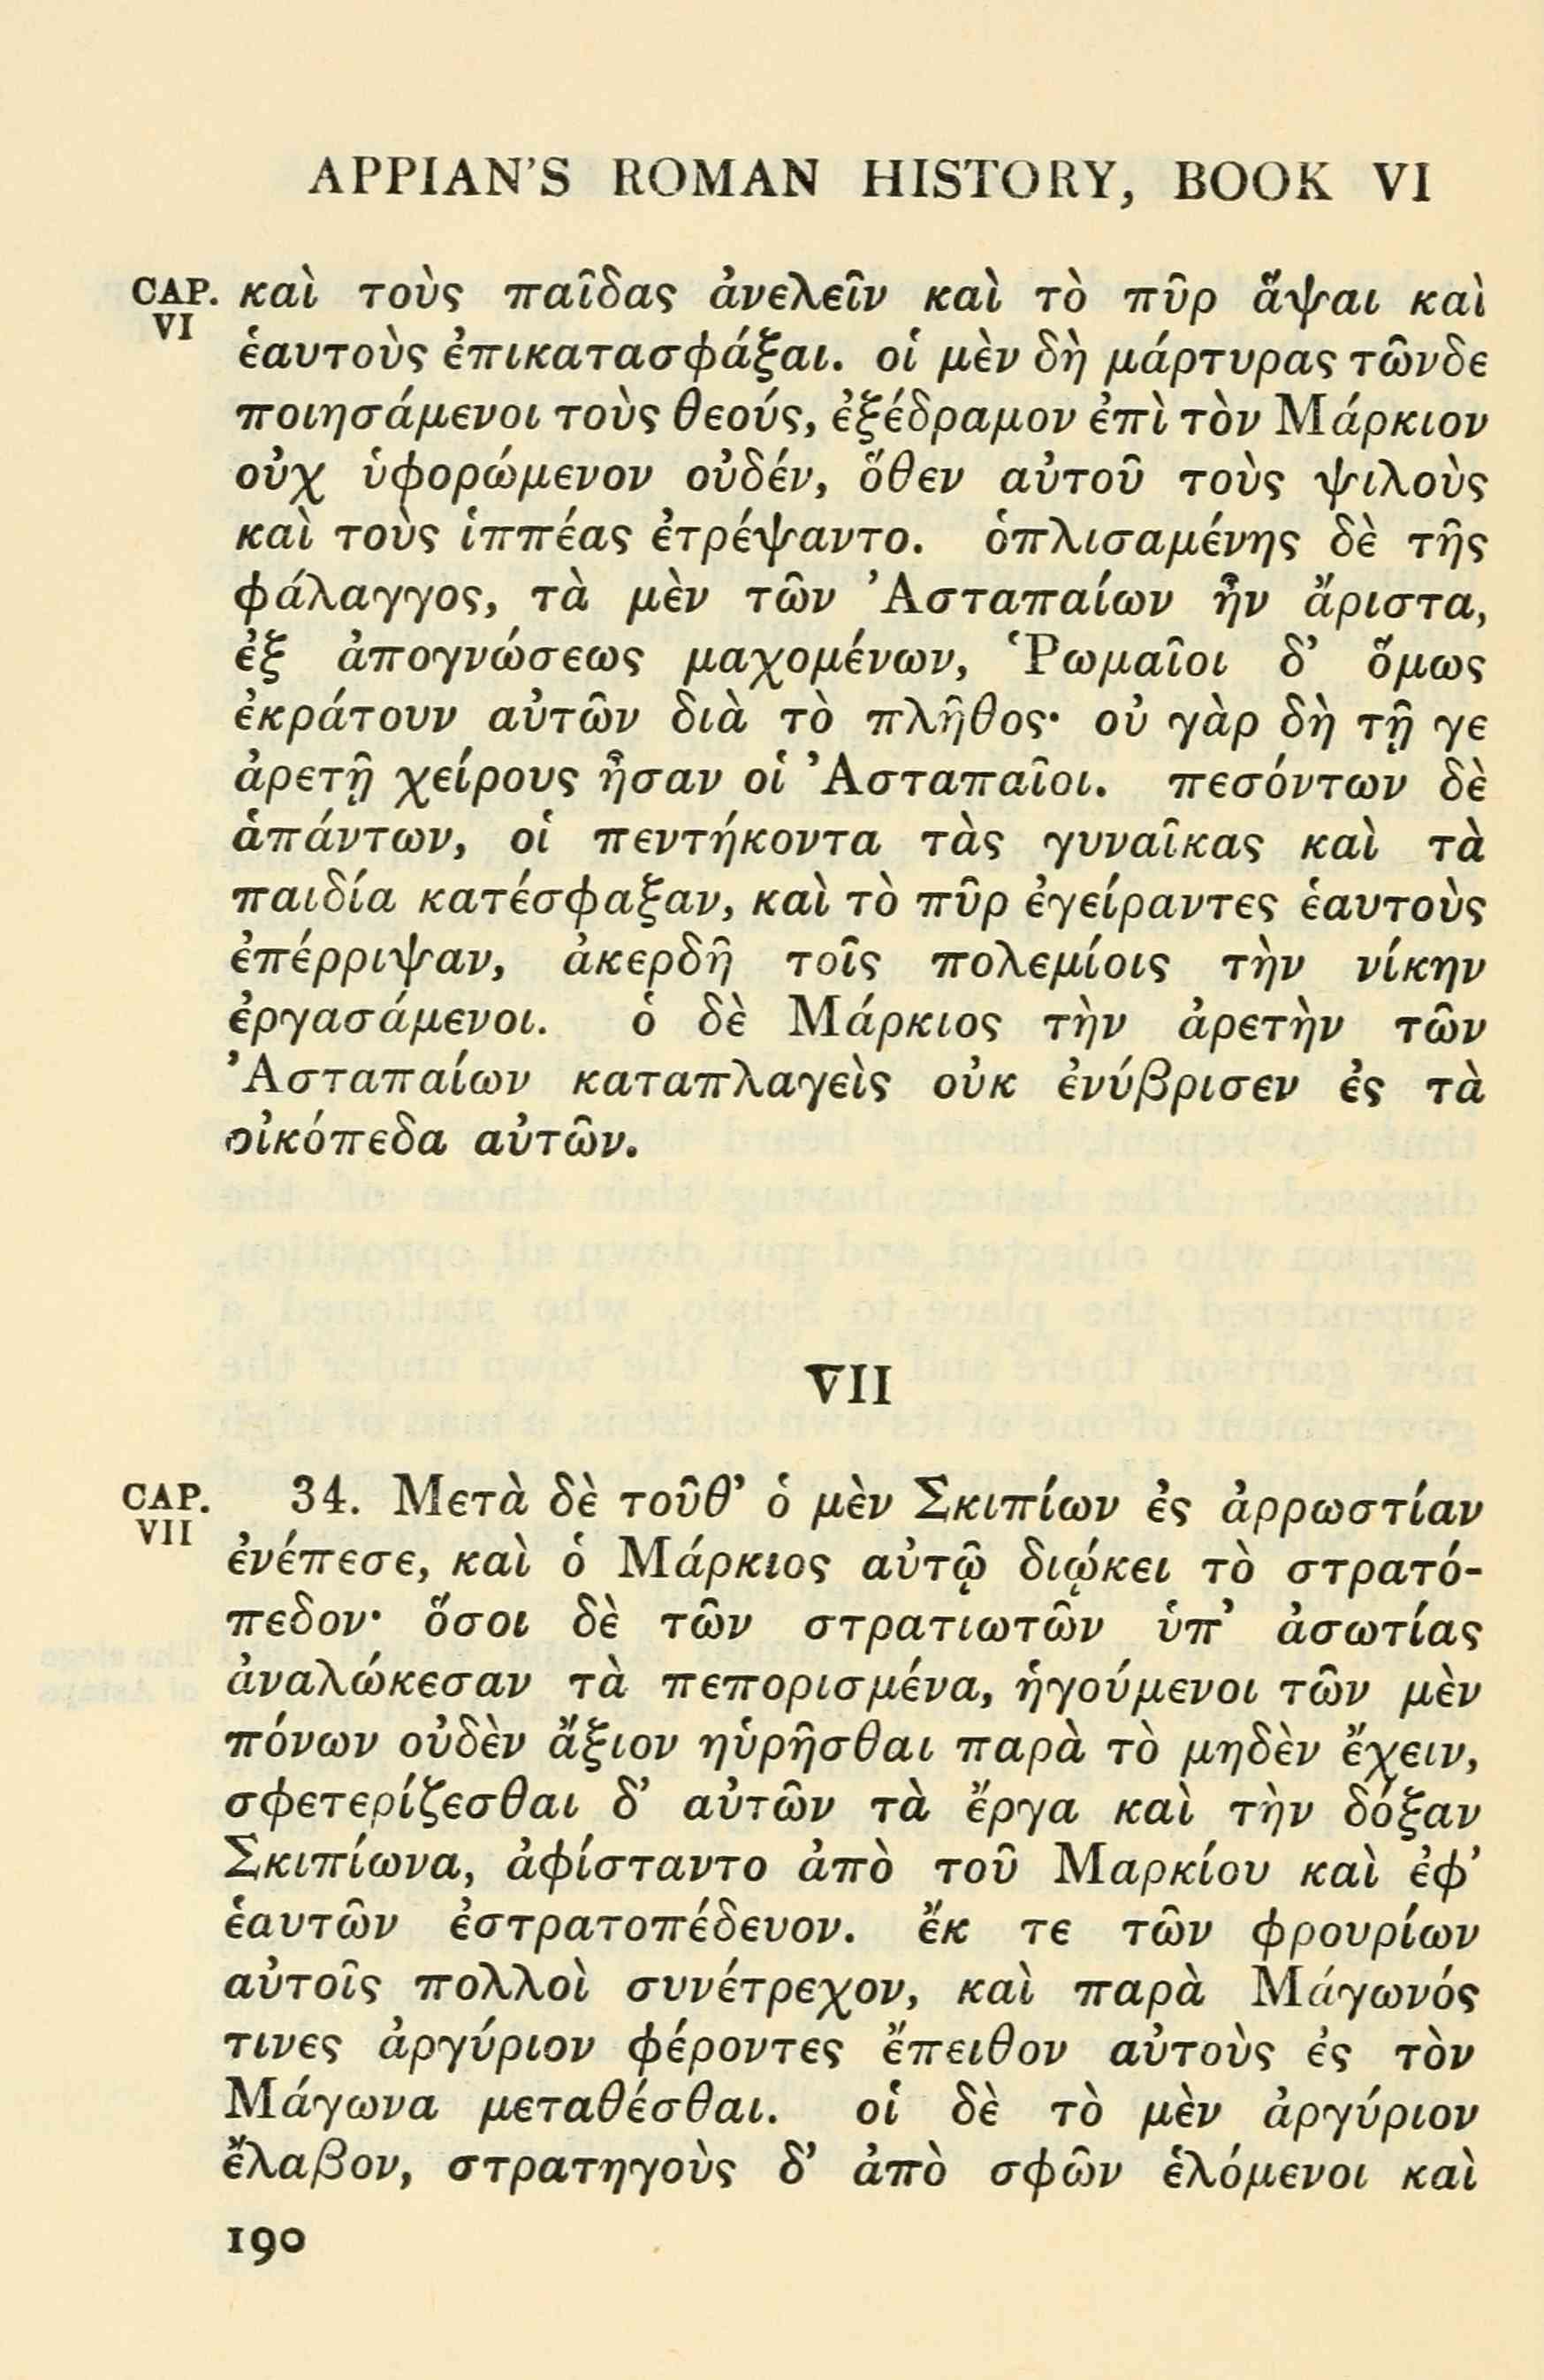 APPIAN'S ROMAN HISTORY, BOOK VI
CAP. VI
καὶ τοὺς παῖδας ἀνελεῖν καὶ τὸ πῦρ ἅψαι καὶ
ἑαυτοὺς ἐπικατασφάξαι. οἱ μὲν δὴ μάρτυρας τῶνδε
ποιησάμενοι τοὺς θεούς, ἐξέδραμον ἐπὶ τὸν Μάρκιον
οὐχ ὑφορώμενον οὐδέν, ὅθεν αὐτοῦ τοὺς ψιλοὺς
καὶ τοὺς ἱππέας ἐτρέψαντο. ὁπλισαμένης δὲ τῆς
φάλαγγος, τὰ μὲν τῶν Ἀσταπαίων ἦν ἄριστα,
ἐξ ἀπογνώσεως μαχομένων, Ῥωμαῖοι δ' ὅμως
ἐκράτουν αὐτῶν διὰ τὸ πλῆθος· οὐ γὰρ δὴ τῇ γε
ἀρετῇ χείρους ἦσαν οἱ Ἀσταπαῖοι. πεσόντων δὲ
ἁπάντων, οἱ πεντήκοντα τὰς γυναῖκας καὶ τὰ
παιδία κατέσφαξαν, καὶ τὸ πῦρ ἐγείραντες ἑαυτοὺς
ἐπέρριψαν, ἀκερδῆ τοῖς πολεμίοις τὴν νίκην
ἐργασάμενοι. ὁ δὲ Μάρκιος τὴν ἀρετὴν τῶν
Ἀσταπαίων καταπλαγεὶς οὐκ ἐνύβρισεν ἐς τὰ
οἰκόπεδα αὐτῶν.
VII
CAP. VII
34. Μετὰ δὲ τοῦθ' ὁ μὲν Σκιπίων ἐς ἀρρωστίαν
ἐνέπεσε, καὶ ὁ Μάρκιος αὐτῷ διῴκει τὸ στρατό-
πεδον· ὅσοι δὲ τῶν στρατιωτῶν ὑπ' ἀσωτίας
ἀναλώκεσαν τὰ πεπορισμένα, ἡγούμενοι τῶν μὲν
πόνων οὐδὲν ἄξιον ηὑρῆσθαι παρὰ τὸ μηδὲν ἔχειν,
σφετερίζεσθαι δ' αὐτῶν τὰ ἔργα καὶ τὴν δόξαν
Σκιπίωνα, ἀφίσταντο ἀπὸ τοῦ Μαρκίου καὶ ἐφ'
ἑαυτῶν ἐστρατοπέδευον. ἔκ τε τῶν φρουρίων
αὐτοῖς πολλοὶ συνέτρεχον, καὶ παρὰ Μάγωνός
τινες ἀργύριον φέροντες ἔπειθον αὐτοὺς ἐς τὸν
Μάγωνα μεταθέσθαι. οἱ δὲ τὸ μὲν ἀργύριον
ἔλαβον, στρατηγοὺς δ' ἀπὸ σφῶν ἑλόμενοι καὶ
190